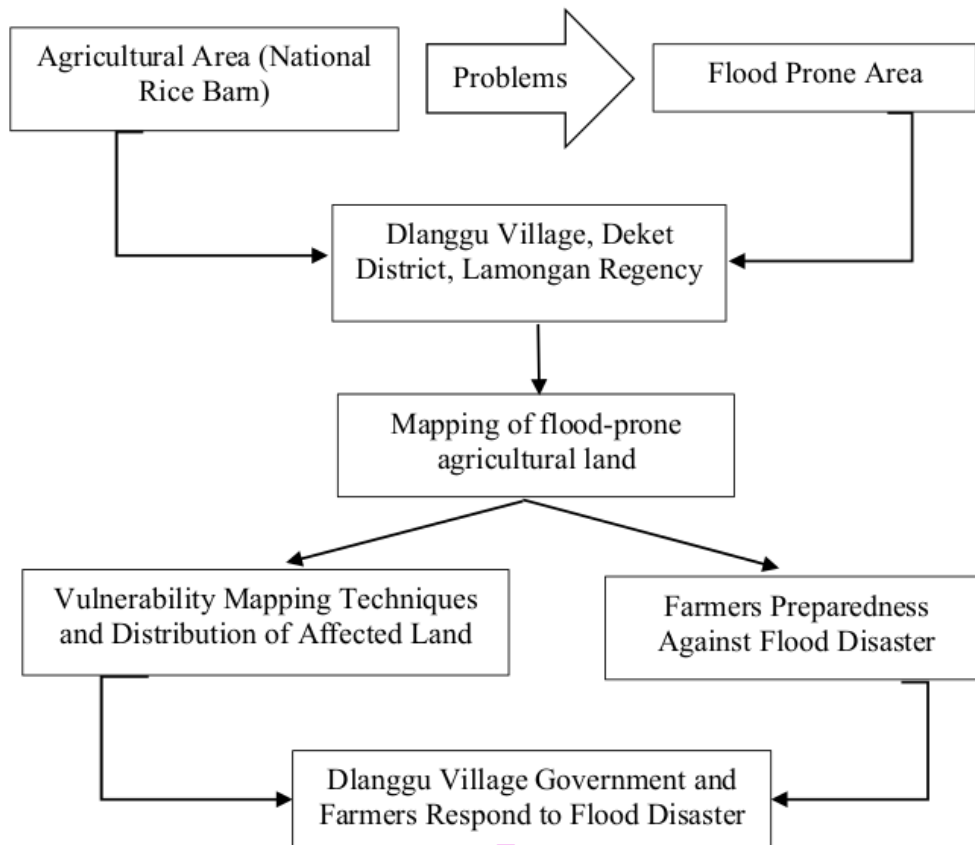 Agricultural Area (National
Rice Barn)
Problems
Flood Prone Area
Dlanggu Village, Deket
District, Lamongan Regency
Mapping of flood-prone
agricultural land
Vulnerability Mapping Techniques
and Distribution of Affected Land
Farmers Preparedness
Against Flood Disaster
Dlanggu Village Government and
Farmers Respond to Flood Disaster